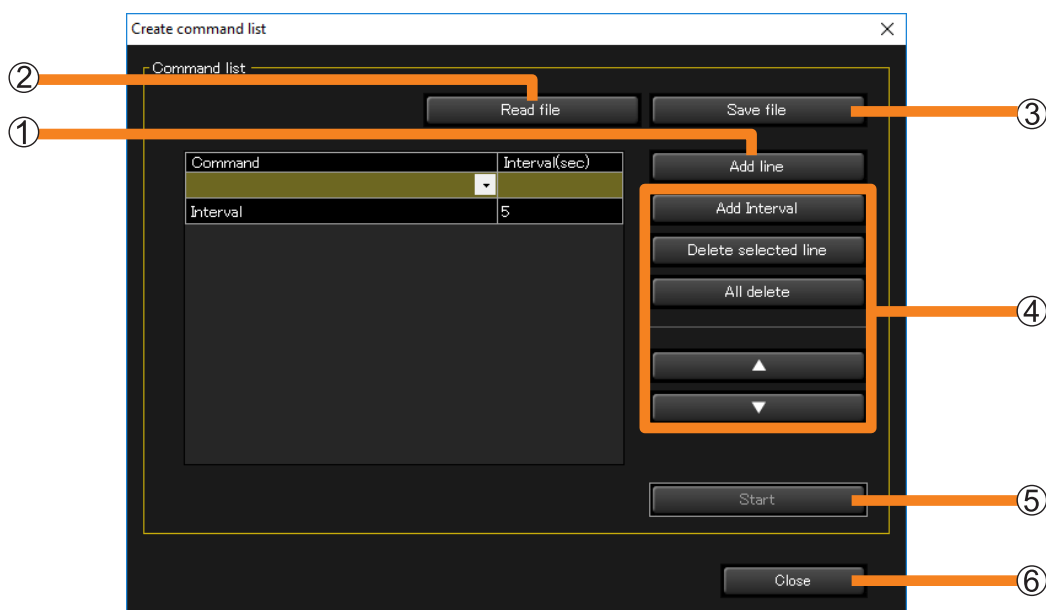 Create command list
Command list
②
Read file
Save file
③
①
Command
Interval(sec)
Add line
Add Interval
Interval
5
Delete selected line
All delete
④
▲
▼
Start
⑤
Close
⑥